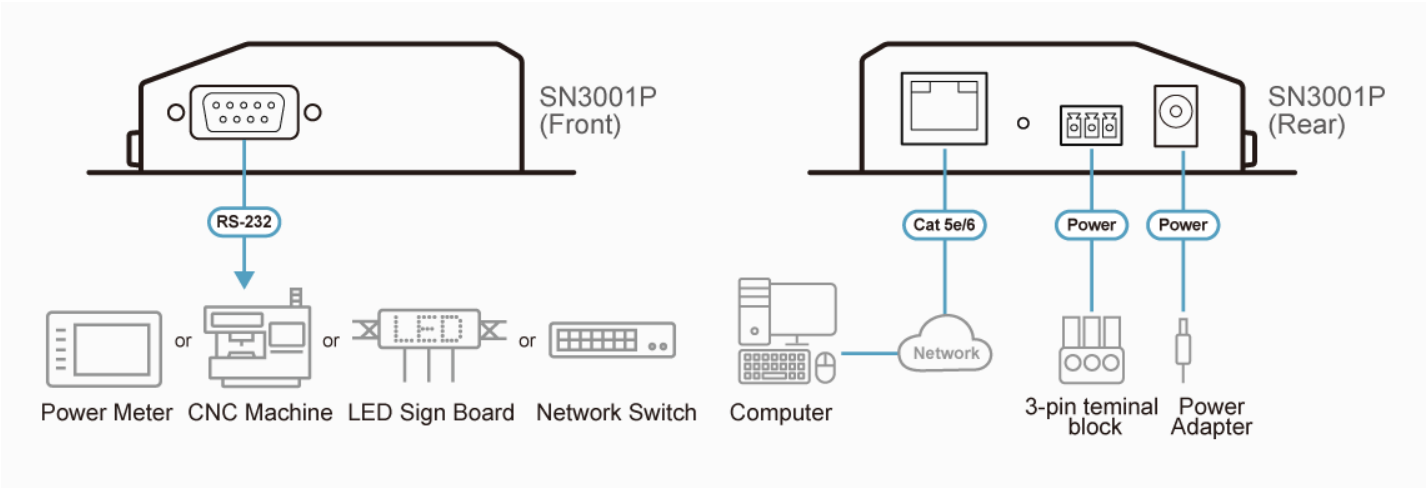 SN3001P
(Front)
SN3001P
(Rear)
RS-232
Cat 5e/6
Power
Power
or
or
LED
or
Network
Power Meter
CNC Machine
LED Sign Board
Network Switch
Computer
3-pin teminal
block
Power
Adapter